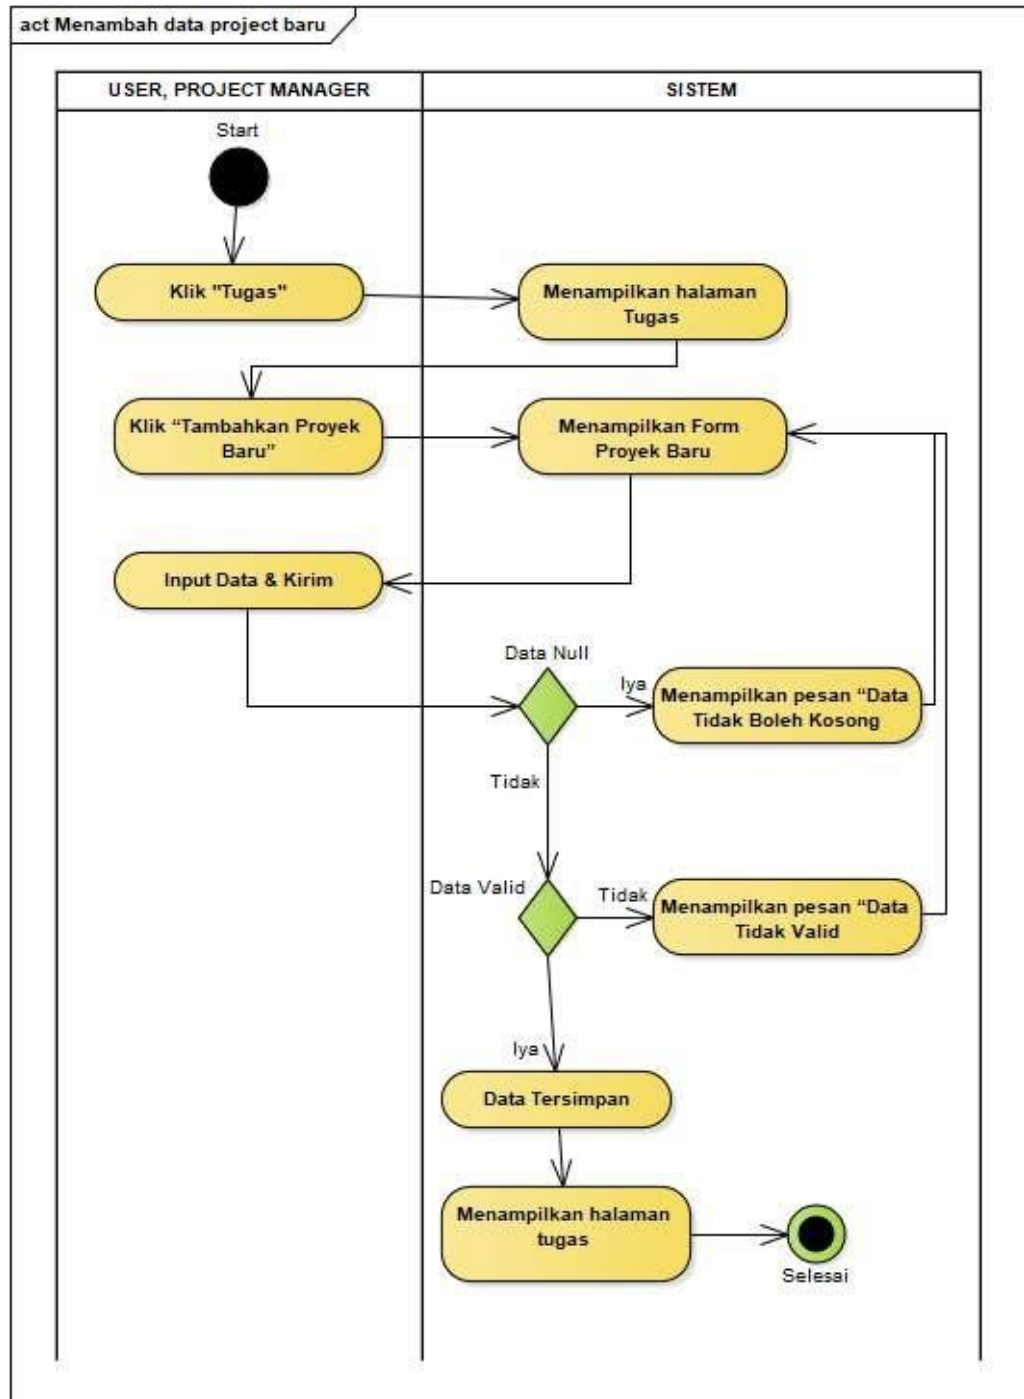 act Menambah data project baru
USER, PROJECT MANAGER
SISTEM
Start
Klik "Tugas"
Menampilkan halaman
Tugas
Klik “Tambahkan Proyek
Baru”
Menampilkan Form
Proyek Baru
Input Data & Kirim
Data Null
Iya
Menampilkan pesan “Data
Tidak Boleh Kosong
Tidak
Data Valid
Tidak
Menampilkan pesan “Data
Tidak Valid
Iya
Data Tersimpan
Menampilkan halaman
tugas
Selesai